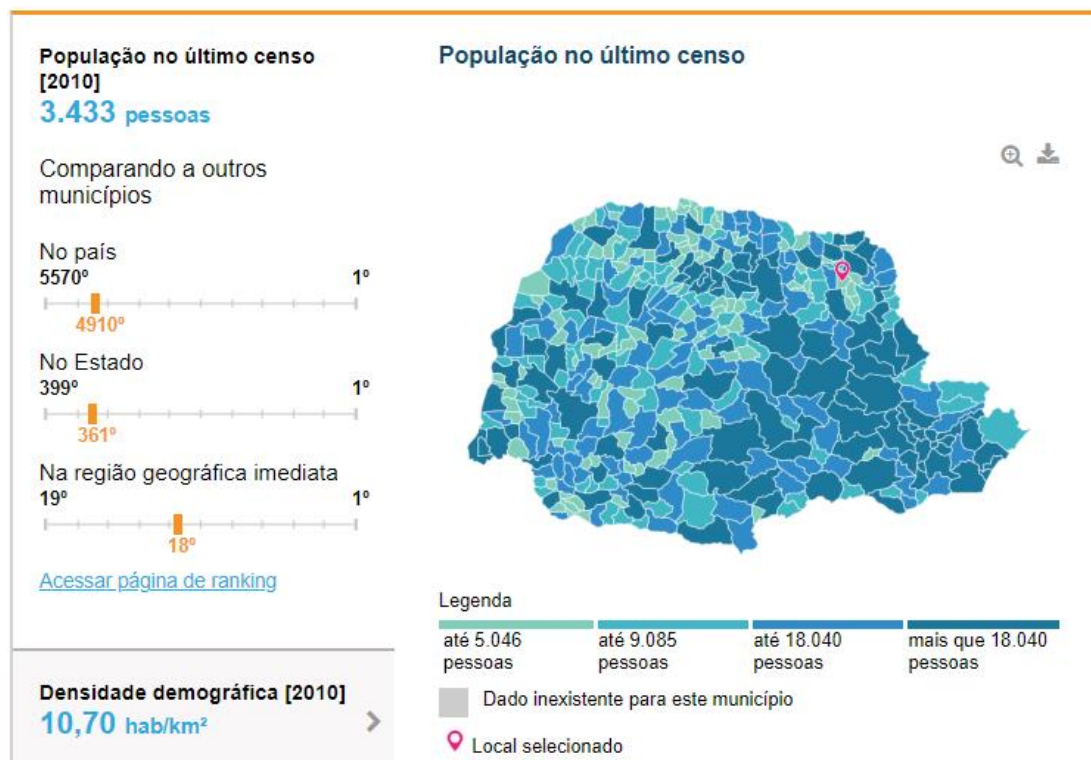 População no último censo
[2010]
3.433 pessoas
Comparando a outros
municípios
No país
5570º 1º
4910º
No Estado
399º 1º
361º
Na região geográfica imediata
19º 1º
18º
Acessar página de ranking
Densidade demográfica [2010]
10,70 hab/km²
População no último censo
Legenda
até 5.046 pessoas
até 9.085 pessoas
até 18.040 pessoas
mais que 18.040 pessoas
Dado inexistente para este município
Local selecionado